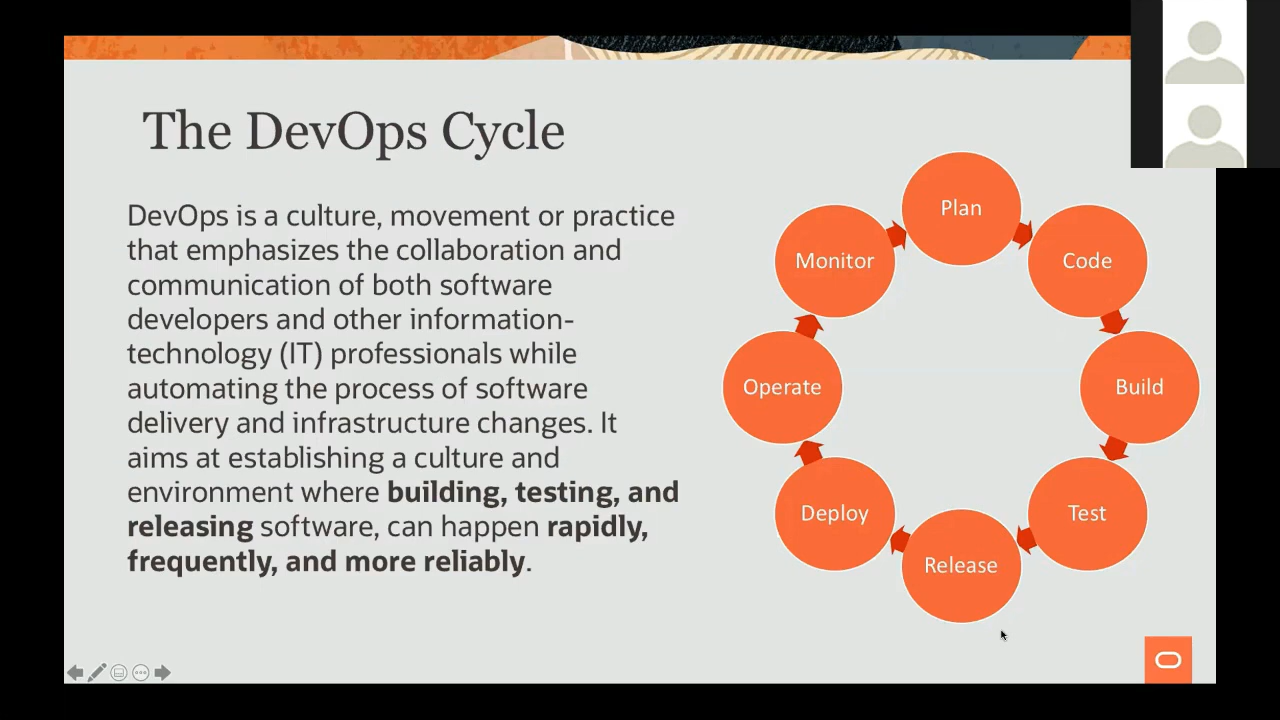 The DevOps Cycle
DevOps is a culture, movement or practice
that emphasizes the collaboration and
communication of both software
developers and other information-
technology (IT) professionals while
automating the process of software
delivery and infrastructure changes. It
aims at establishing a culture and
environment where building, testing, and
releasing software, can happen rapidly,
frequently, and more reliably.
Plan
Code
Build
Test
Release
Deploy
Operate
Monitor